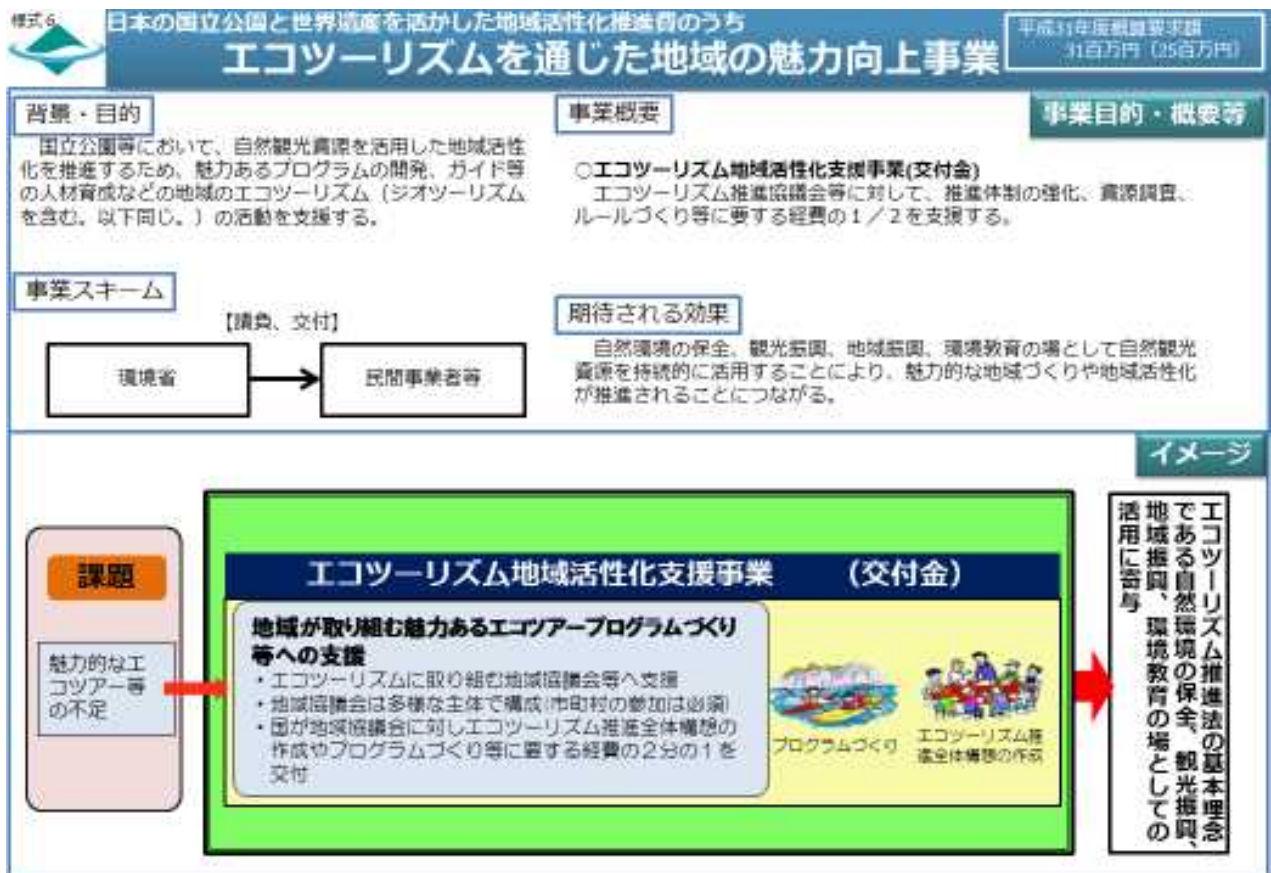 様式6
日本の国立公園と世界遺産を活かした地域活性化推進費のうち
エコツーリズムを通じた地域の魅力向上事業
平成31年度概算要求額
31百万円（25百万円）
背景・目的
国立公園等において、自然観光資源を活用した地域活性
化を推進するため、魅力あるプログラムの開発、ガイド等
の人材育成などの地域のエコツーリズム（ジオツーリズム
を含む。以下同じ。）の活動を支援する。
事業スキーム
【請負、交付】
環境省
民間事業者等
事業目的・概要等
事業概要
○エコツーリズム地域活性化支援事業(交付金)
エコツーリズム推進協議会等に対して、推進体制の強化、資源調査、
ルールづくり等に要する経費の1／2を支援する。
期待される効果
自然環境の保全、観光振興、地域振興、環境教育の場として自然観光
資源を持続的に活用することにより、魅力的な地域づくりや地域活性化
が推進されることにつながる。
イメージ
課題
魅力的なエ
コツアー等
の不足
エコツーリズム地域活性化支援事業　（交付金）
地域が取り組む魅力あるエコツアープログラムづくり
等への支援
・エコツーリズムに取り組む地域協議会等へ支援
・地域協議会は多様な主体で構成(市町村の参加は必須)
・国が地域協議会に対しエコツーリズム推進全体構想の
作成やプログラムづくり等に要する経費の2分の1を
交付
プログラムづくり
エコツーリズム推
進全体構想の作成
エコツーリズム推進法の基本理念
である自然環境の保全、観光振興、
地域振興、環境教育の場としての
活用に寄与